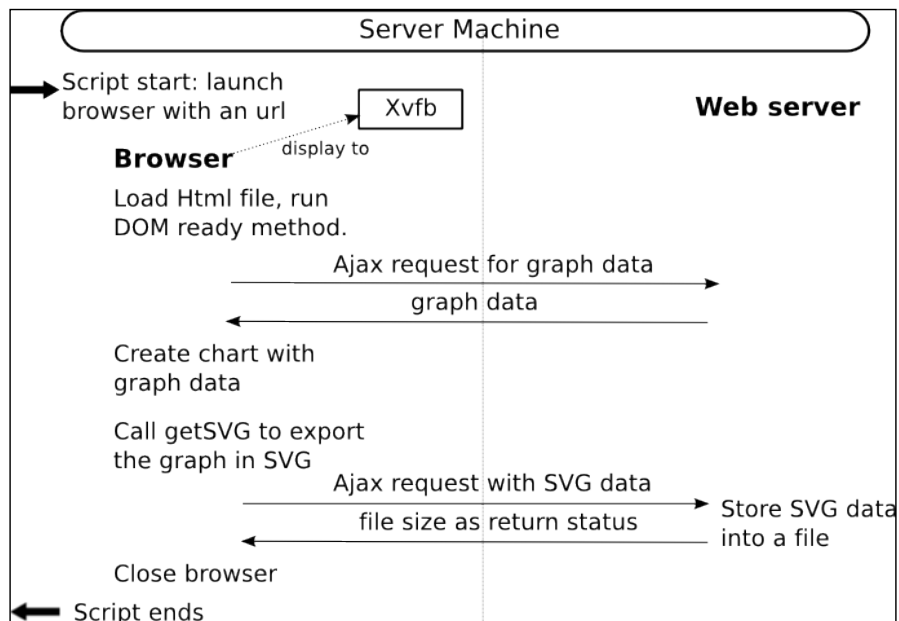 Server Machine
Script start: launch
browser with an url
Xvfb
Web server
display to
Browser
Load Html file, run
DOM ready method.
Ajax request for graph data
graph data
Create chart with
graph data
Call getSVG to export
the graph in SVG
Ajax request with SVG data
Store SVG data
file size as return status
into a file
Close browser
Script ends